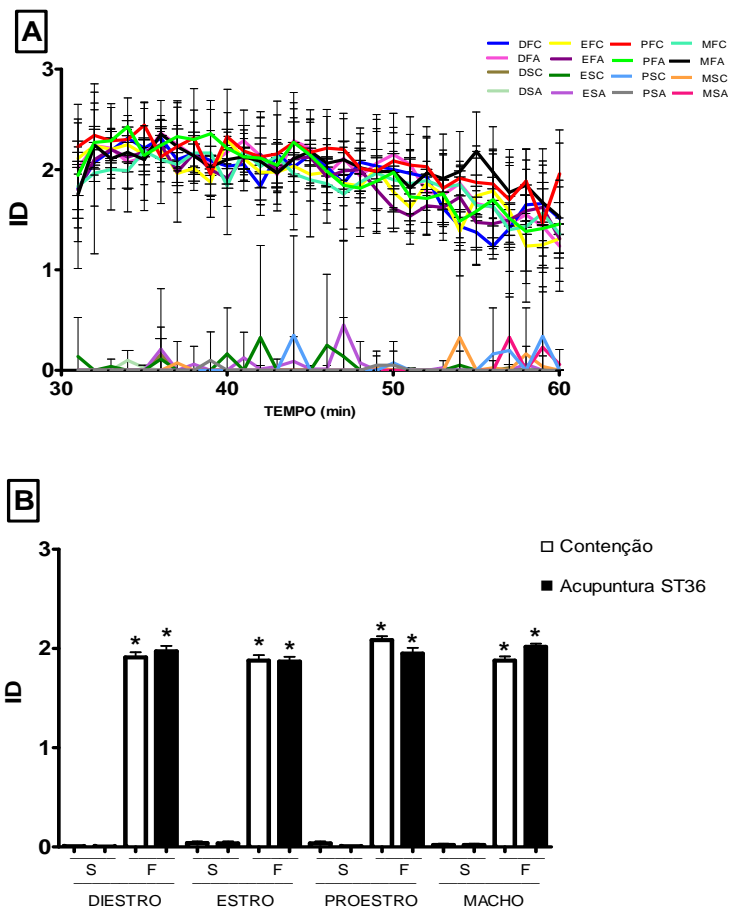 A
DFC EFC PFC MFC
DFA EFA PFA MFA
DSC ESC PSC MSC
DSA ESA PSA MSA
3
2
1
0
ID
30 40 50 60
TEMPO (min)
B
Contenção
Acupuntura ST36
3
2
1
0
ID
* * * * * * * *
S F S F S F S F
DIESTRO ESTRO PROESTRO MACHO